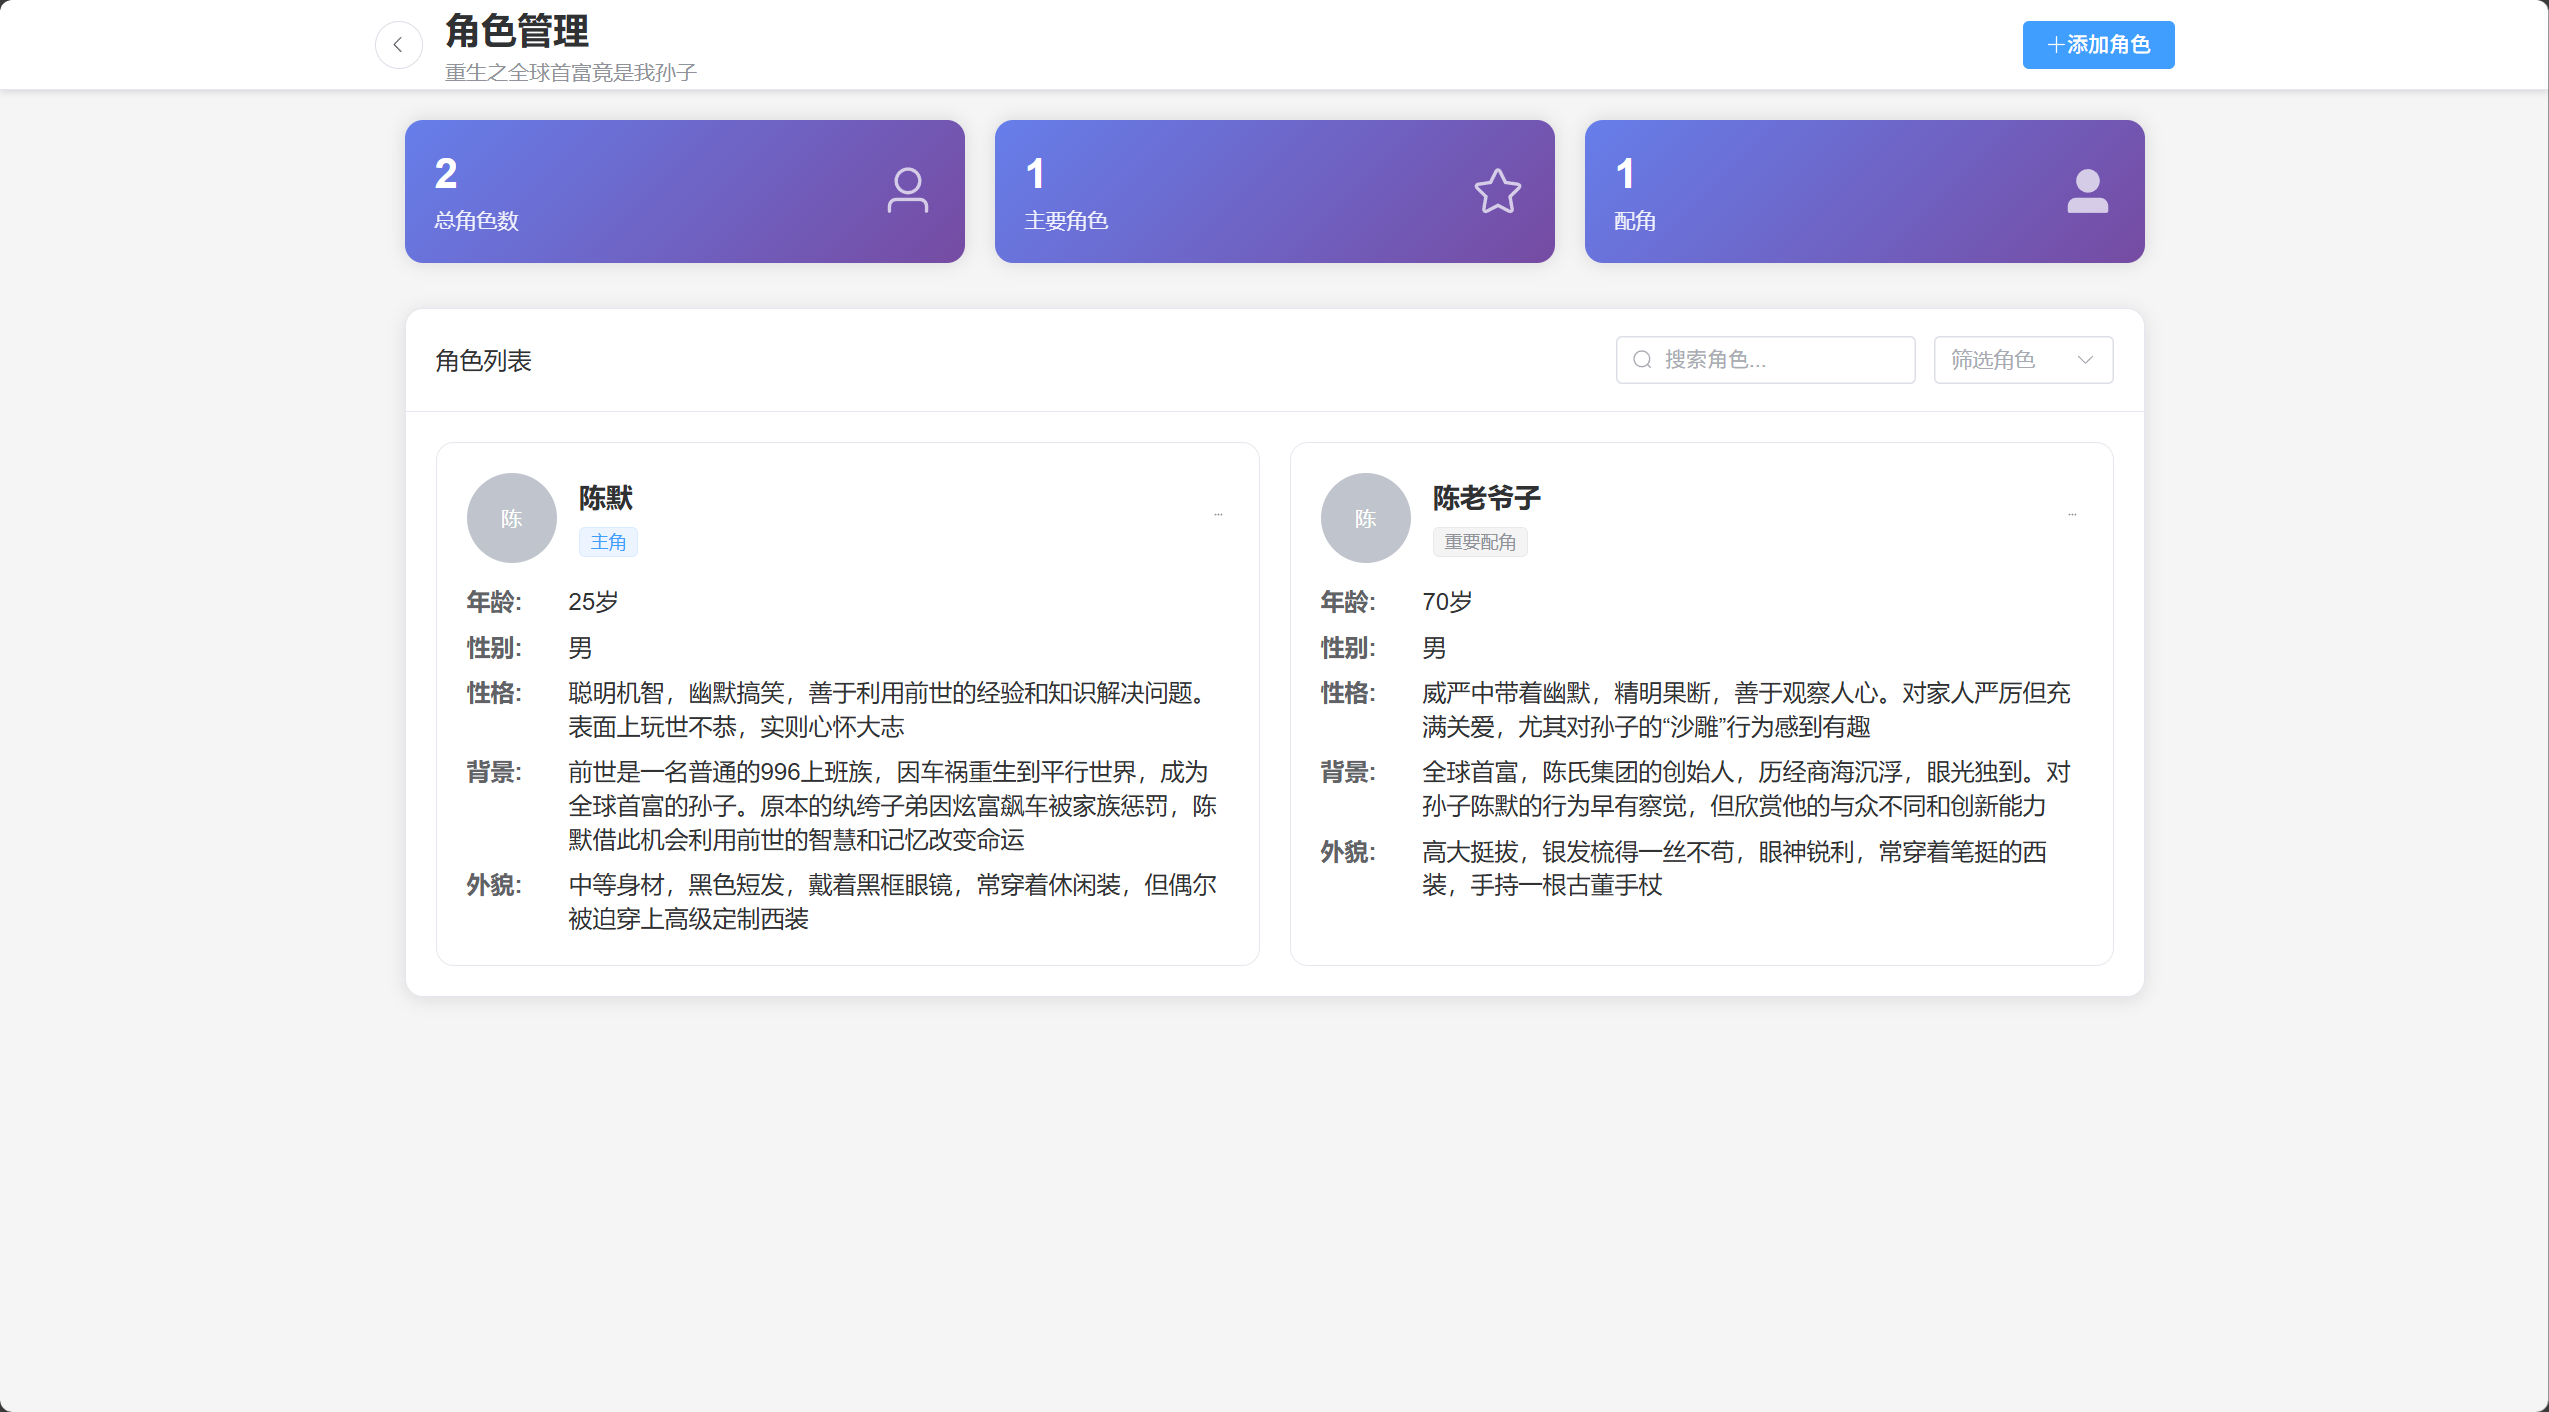 角色管理
重生之全球首富竟是我孙子
添加角色
2
总角色数
1
主要角色
1
配角
角色列表
搜索角色...
筛选角色
陈
陈默
...
主角
年龄: 25岁
性别: 男
性格: 聪明机智，幽默搞笑，善于利用前世的经验和知识解决问题。
表面上玩世不恭，实则心怀大志
背景: 前世是一名普通的996上班族，因车祸重生到平行世界，成为
全球首富的孙子。原本的纨绔子弟因炫富飙车被家族惩罚，陈
默借此机会利用前世的智慧和记忆改变命运
外貌: 中等身材，黑色短发，戴着黑框眼镜，常穿着休闲装，但偶尔
被迫穿上高级定制西装
陈
陈老爷子
...
重要配角
年龄: 70岁
性别: 男
性格: 威严中带着幽默，精明果断，善于观察人心。对家人严厉但充
满关爱，尤其对孙子的“沙雕”行为感到有趣
背景: 全球首富，陈氏集团的创始人，历经商海沉浮，眼光独到。对
孙子陈默的行为早有察觉，但欣赏他的与众不同和创新能力
外貌: 高大挺拔，银发梳得一丝不苟，眼神锐利，常穿着笔挺的西
装，手持一根古董手杖